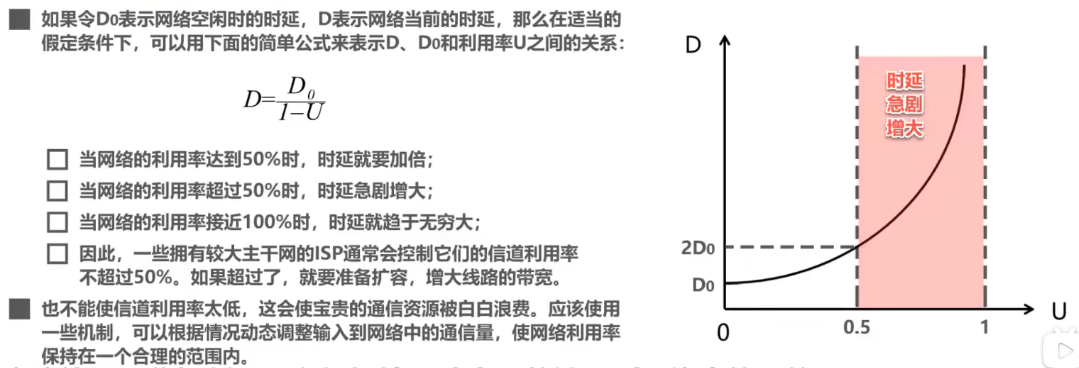 如果令D0表示网络空闲时的时延，D表示网络当前的时延，那么在适当的
假定条件下，可以用下面的简单公式来表示D、D0和利用率U之间的关系：
D=D0/1-U
当网络的利用率达到50%时，时延就要加倍；
当网络的利用率超过50%时，时延急剧增大；
当网络的利用率接近100%时，时延就趋于无穷大；
因此，一些拥有较大主干网的ISP通常会控制它们的信道利用率
不超过50%。如果超过了，就要准备扩容，增大线路的带宽。
也不能使信道利用率太低，这会使宝贵的通信资源被白白浪费。应该使用
一些机制，可以根据情况动态调整输入到网络中的通信量，使网络利用率
保持在一个合理的范围内。
D
时延
急剧
增大
2D0
D0
0
0.5
1
U